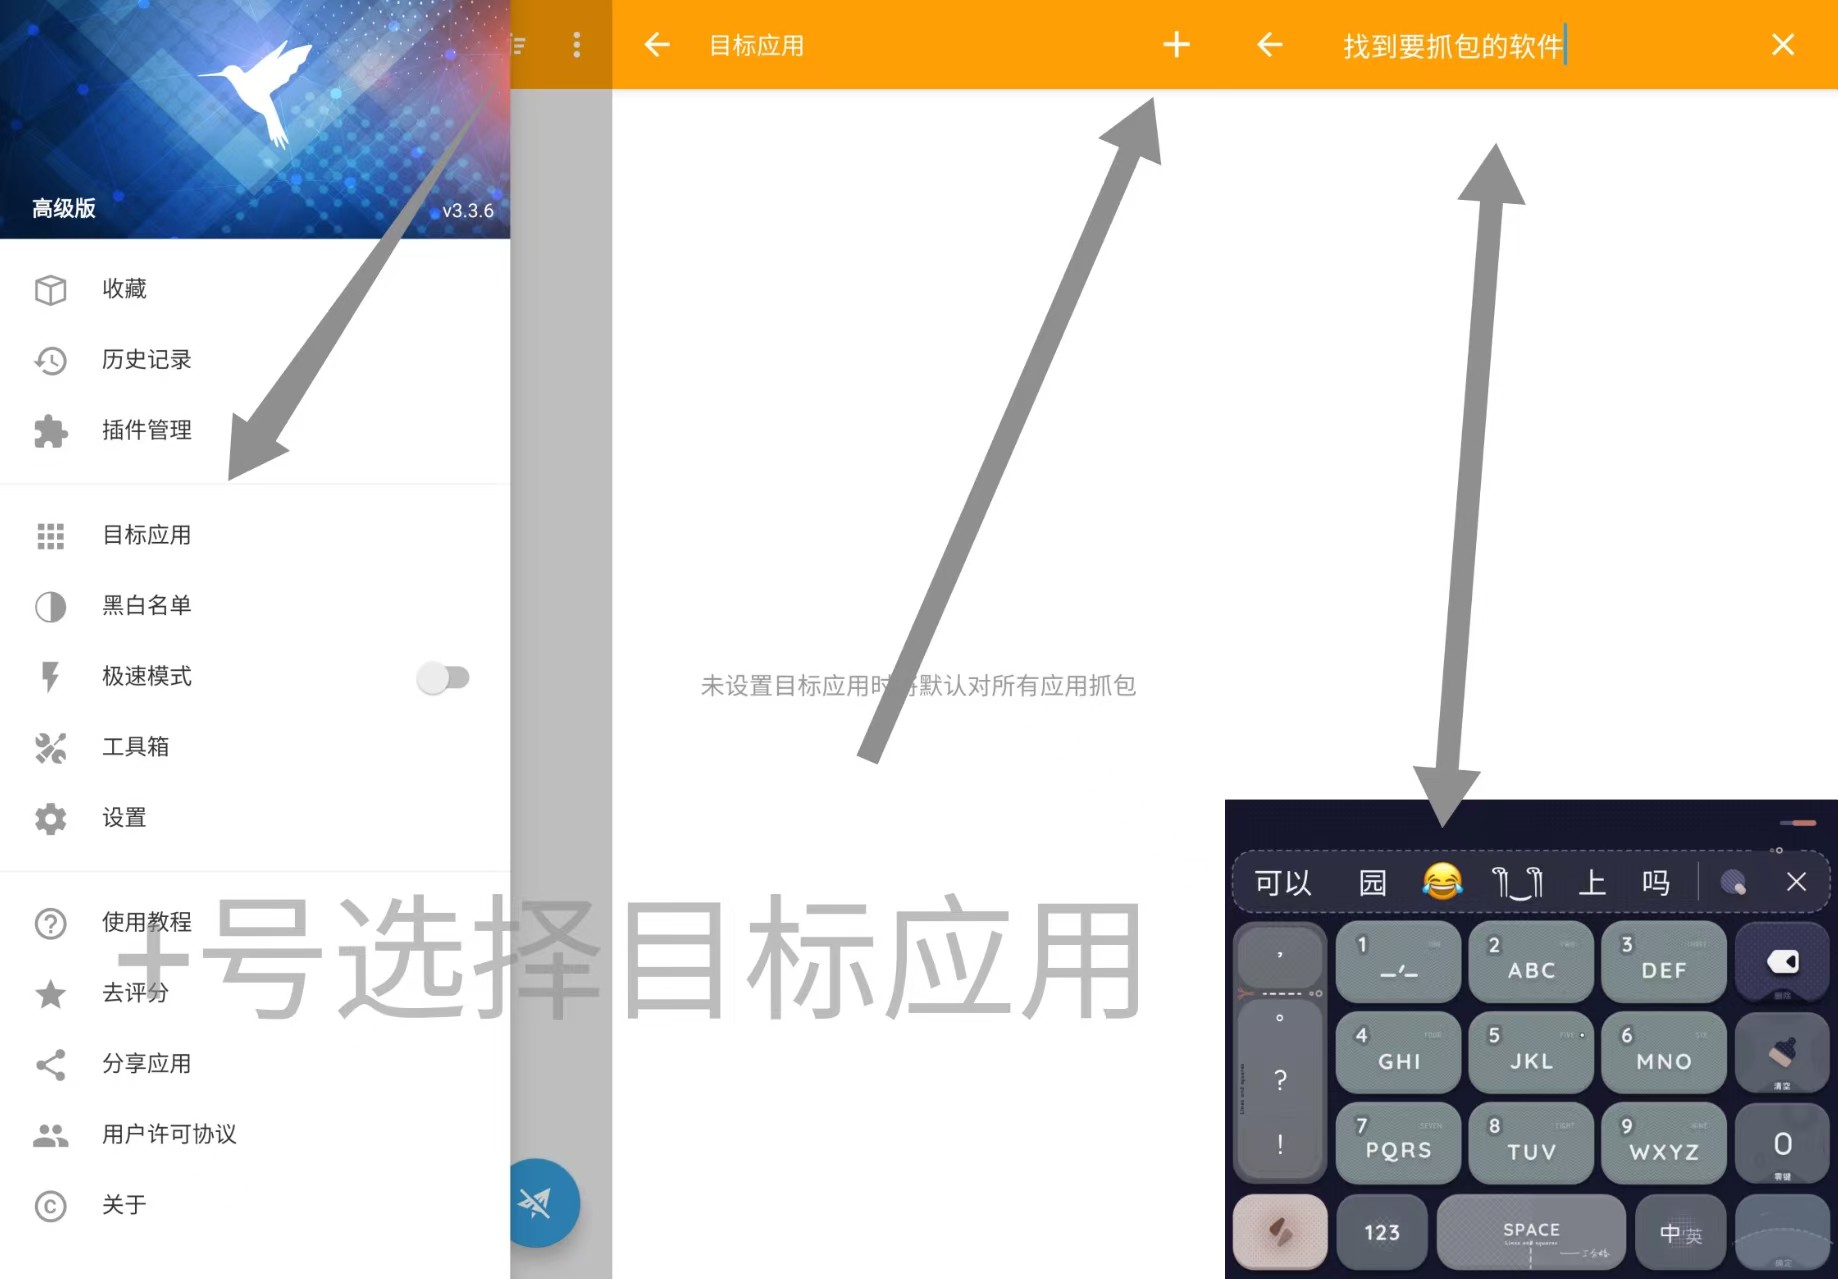 高级版
v3.3.6
收藏
历史记录
插件管理
目标应用
黑白名单
极速模式
工具箱
设置
使用教程
去评分
分享应用
用户许可协议
关于
目标应用
未设置目标应用时将默认对所有应用抓包
+号选择目标应用
找到要抓包的软件
可以 园 😂 上 吗
1 2 ABC 3 DEF
4 GHI 5 JKL 6 MNO
清空
? !
7 PQRS 8 TUV 9 WXYZ 0
123 SPACE 中英